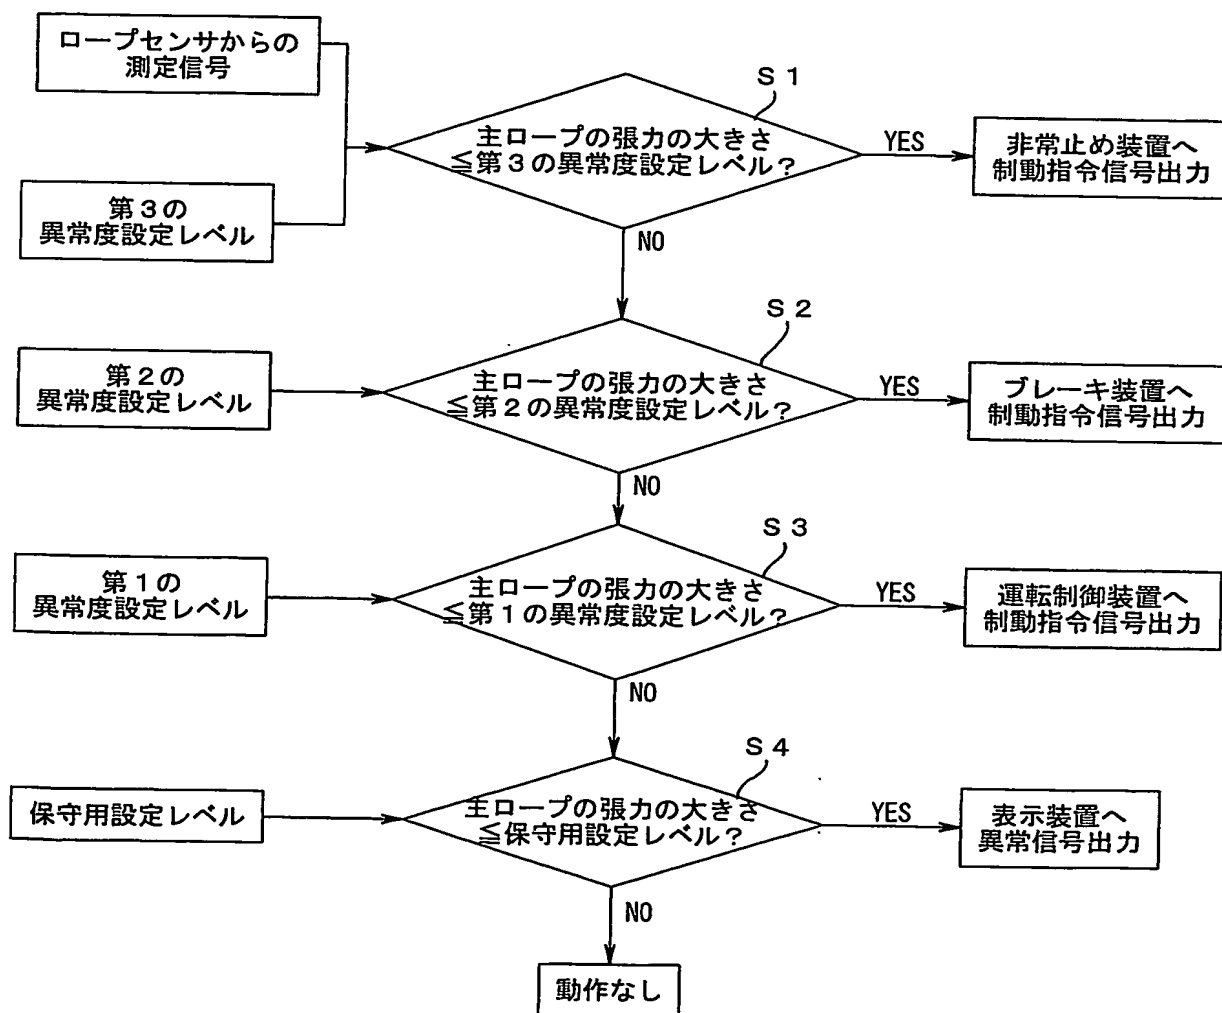 ロープセンサからの
測定信号
第３の
異常度設定レベル
Ｓ１
主ロープの張力の大きさ
≦第３の異常度設定レベル？
YES
非常止め装置へ
制動指令信号出力
NO
第２の
異常度設定レベル
Ｓ２
主ロープの張力の大きさ
≦第２の異常度設定レベル？
YES
ブレーキ装置へ
制動指令信号出力
NO
第１の
異常度設定レベル
Ｓ３
主ロープの張力の大きさ
≦第１の異常度設定レベル？
YES
運転制御装置へ
制動指令信号出力
NO
保守用設定レベル
Ｓ４
主ロープの張力の大きさ
≦保守用設定レベル？
YES
表示装置へ
異常信号出力
NO
動作なし